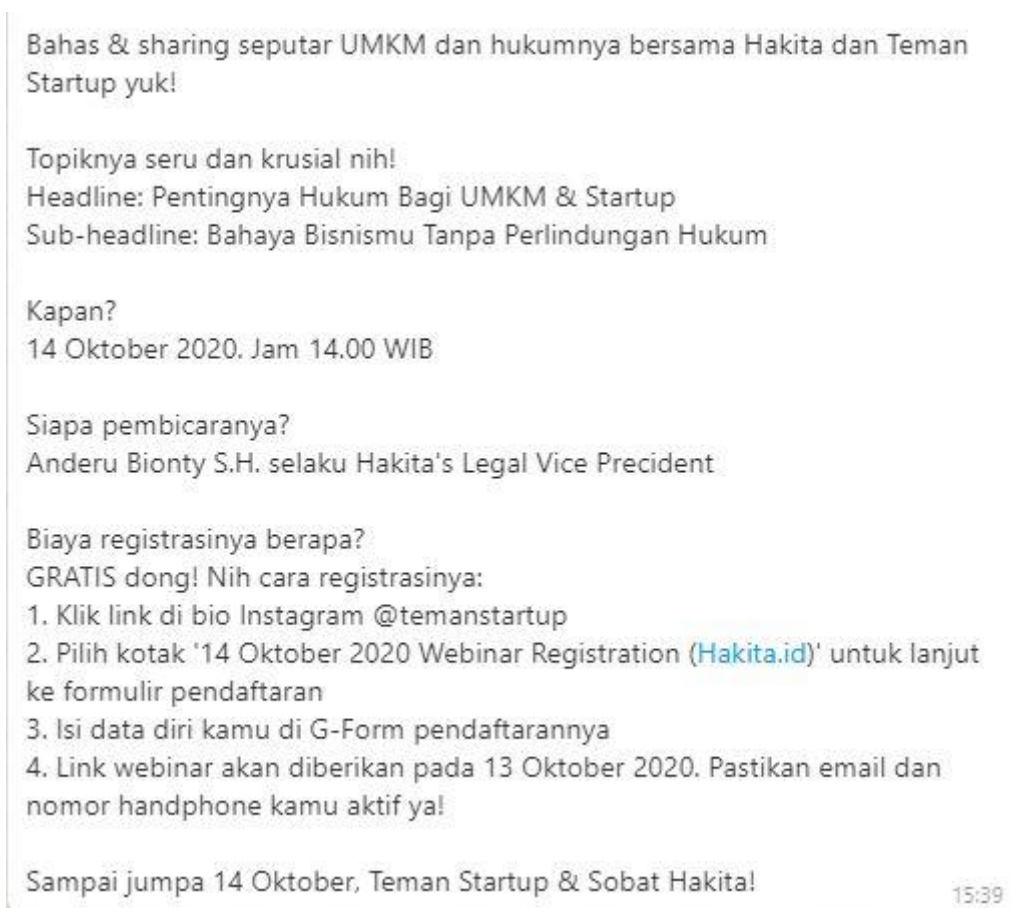 Bahas & sharing seputar UMKM dan hukumnya bersama Hakita dan Teman
Startup yuk!
Topiknya seru dan krusial nih!
Headline: Pentingnya Hukum Bagi UMKM & Startup
Sub-headline: Bahaya Bisnismu Tanpa Perlindungan Hukum
Kapan?
14 Oktober 2020. Jam 14.00 WIB
Siapa pembicaranya?
Anderu Bionty S.H. selaku Hakita's Legal Vice Precident
Biaya registrasinya berapa?
GRATIS dong! Nih cara registrasinya:
1. Klik link di bio Instagram @temanstartup
2. Pilih kotak '14 Oktober 2020 Webinar Registration (Hakita.id)' untuk lanjut
ke formulir pendaftaran
3. Isi data diri kamu di G-Form pendaftarannya
4. Link webinar akan diberikan pada 13 Oktober 2020. Pastikan email dan
nomor handphone kamu aktif ya!
Sampai jumpa 14 Oktober, Teman Startup & Sobat Hakita!
15:39